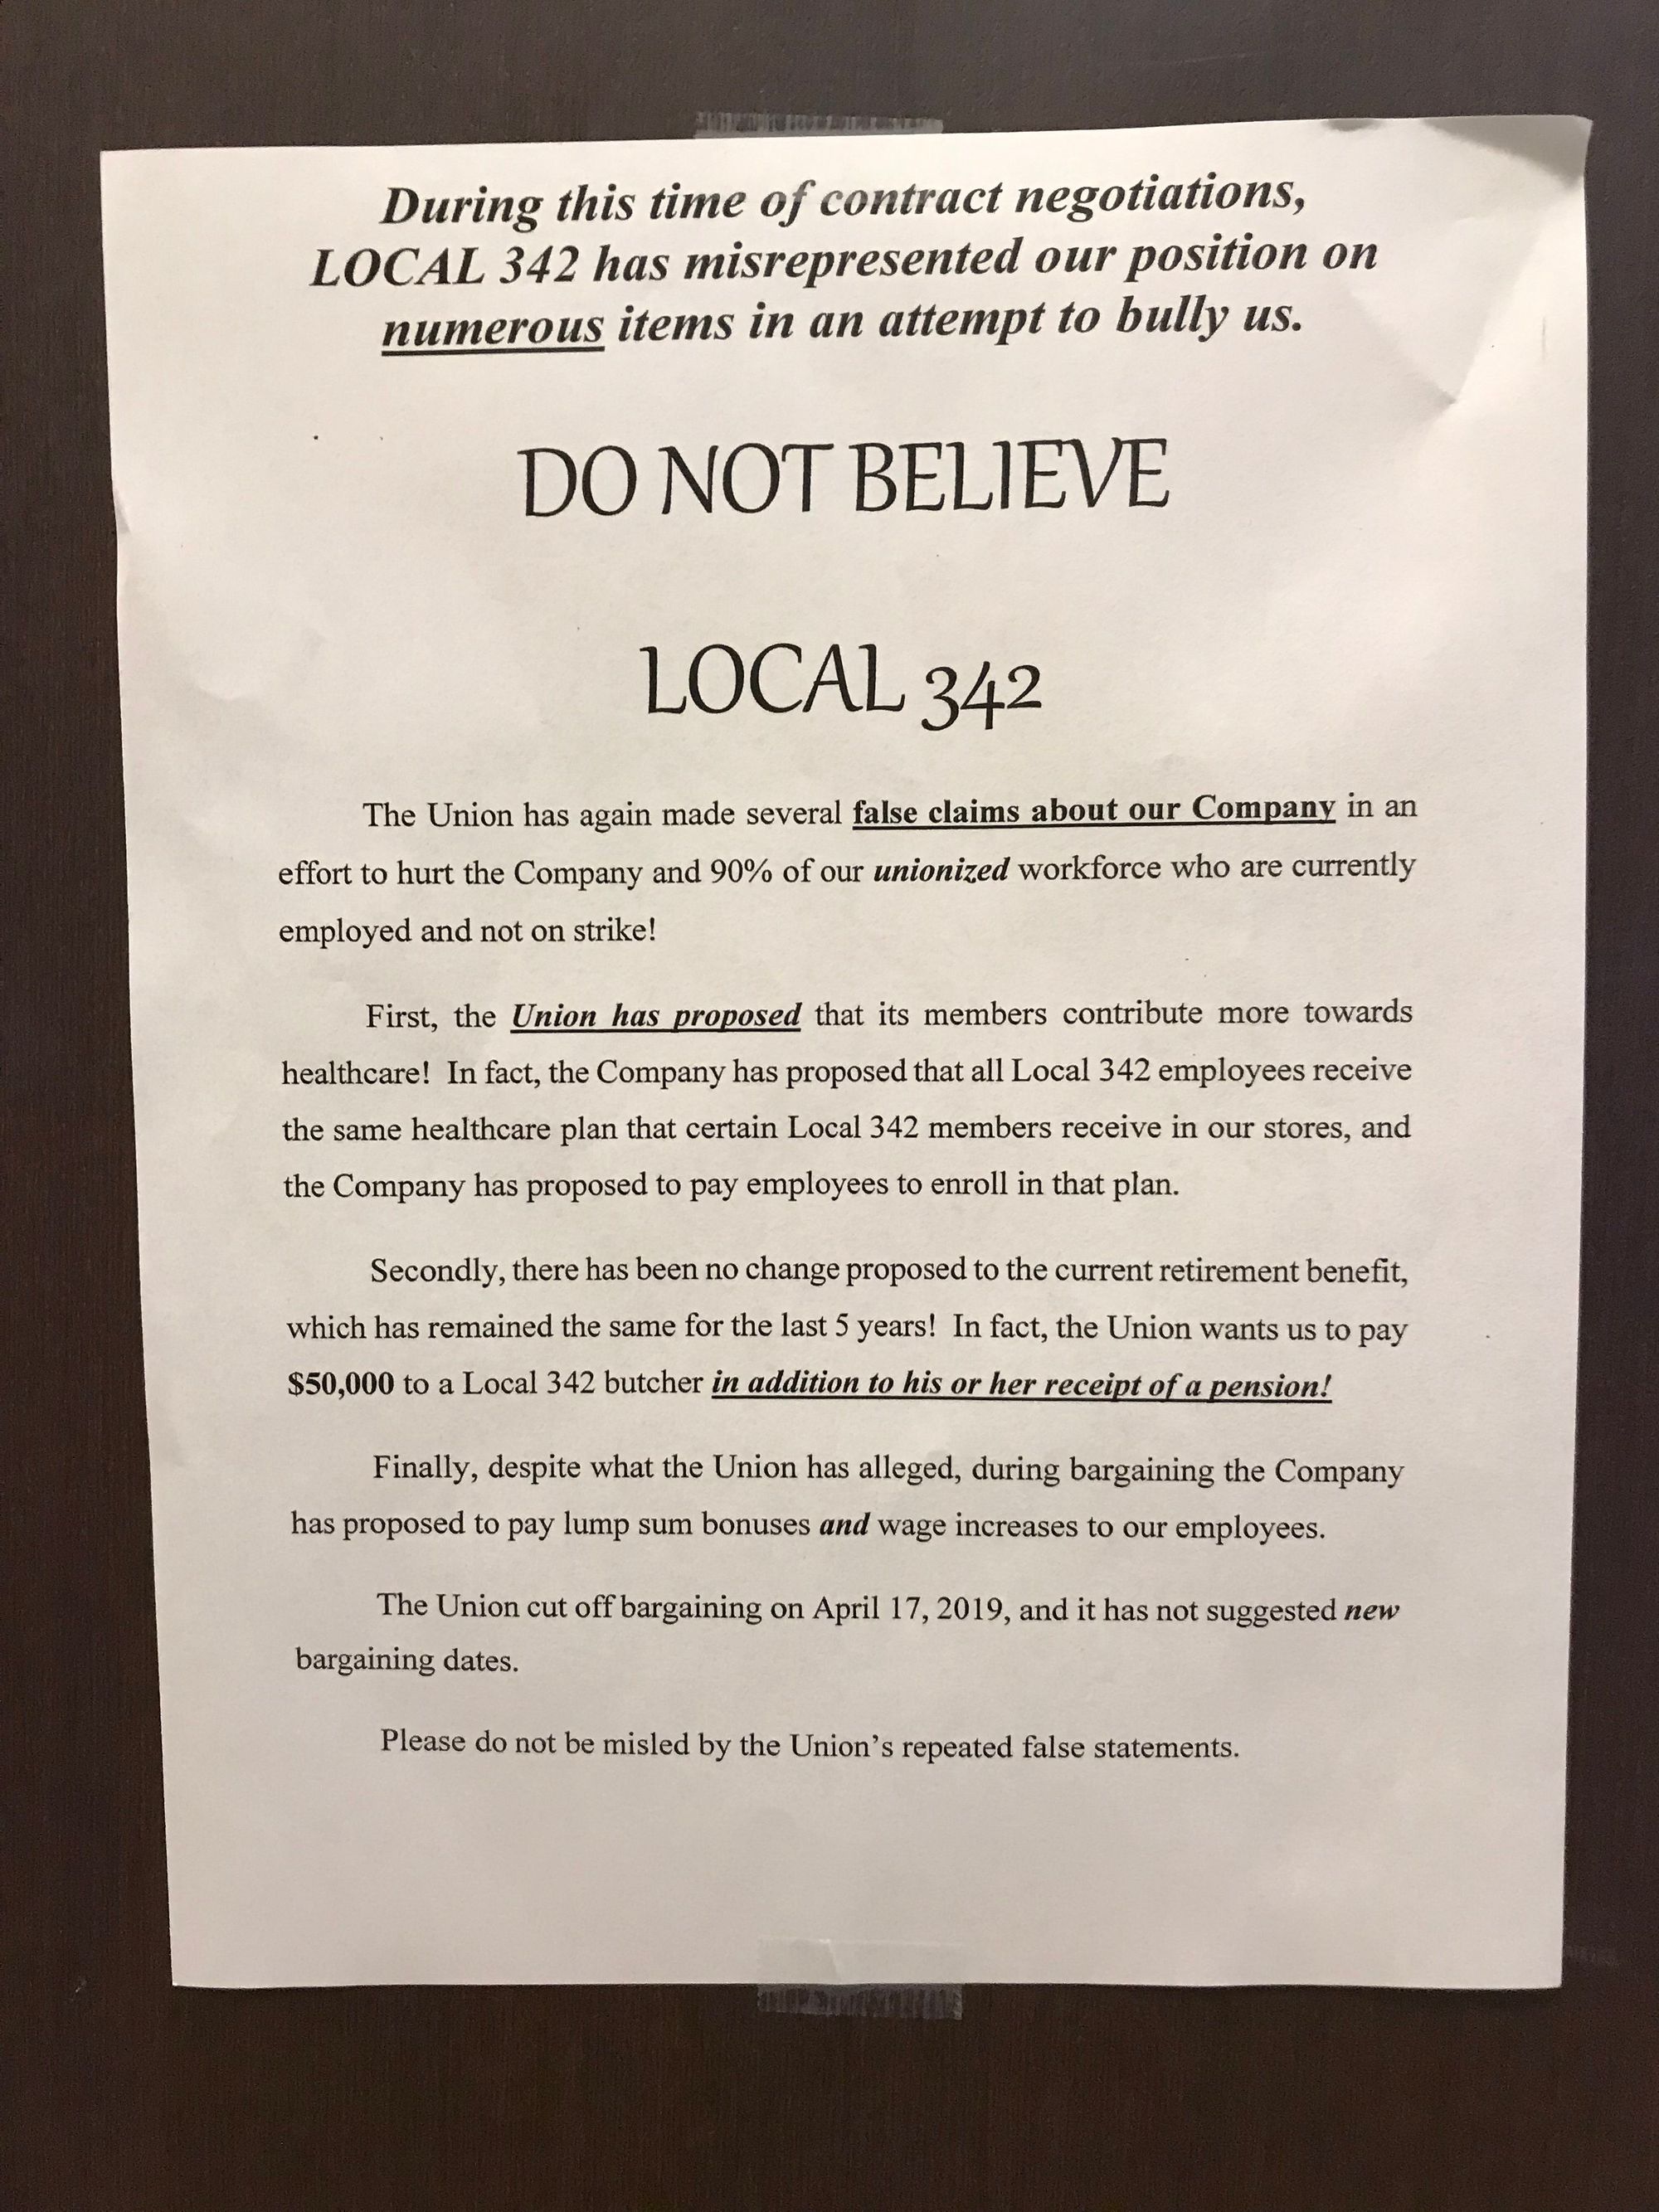 During this time of contract negotiations,
LOCAL 342 has misrepresented our position on
numerous items in an attempt to bully us.
DO NOT BELIEVE
LOCAL 342
The Union has again made several false claims about our Company in an
effort to hurt the Company and 90% of our unionized workforce who are currently
employed and not on strike!
First, the Union has proposed that its members contribute more towards
healthcare! In fact, the Company has proposed that all Local 342 employees receive
the same healthcare plan that certain Local 342 members receive in our stores, and
the Company has proposed to pay employees to enroll in that plan.
Secondly, there has been no change proposed to the current retirement benefit,
which has remained the same for the last 5 years! In fact, the Union wants us to pay
$50,000 to a Local 342 butcher in addition to his or her receipt of a pension!
Finally, despite what the Union has alleged, during bargaining the Company
has proposed to pay lump sum bonuses and wage increases to our employees.
The Union cut off bargaining on April 17, 2019, and it has not suggested new
bargaining dates.
Please do not be misled by the Union's repeated false statements.